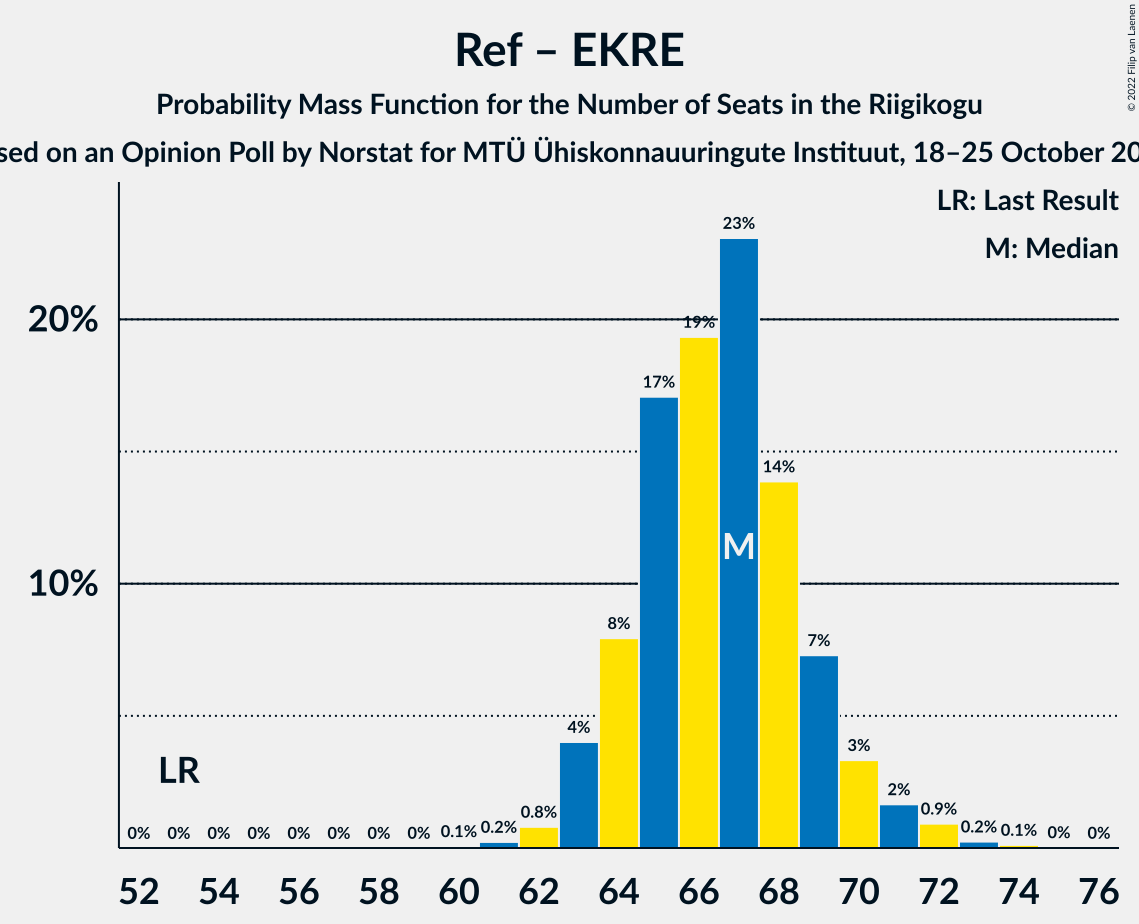 Ref – EKRE
Probability Mass Function for the Number of Seats in the Riigikogu
sed on an Opinion Poll by Norstat for MTÜ Ühiskonnauuringute Instituut, 18–25 October 20
© 2022 Filip van Laenen
LR: Last Result
M: Median
20%
10%
23%
19%
17%
14%
8%
7%
4%
3%
2%
M
LR
0% 0% 0% 0% 0% 0% 0% 0% 0.1% 0.2% 0.8% 0.9% 0.2% 0.1% 0% 0%
52 54 56 58 60 62 64 66 68 70 72 74 76